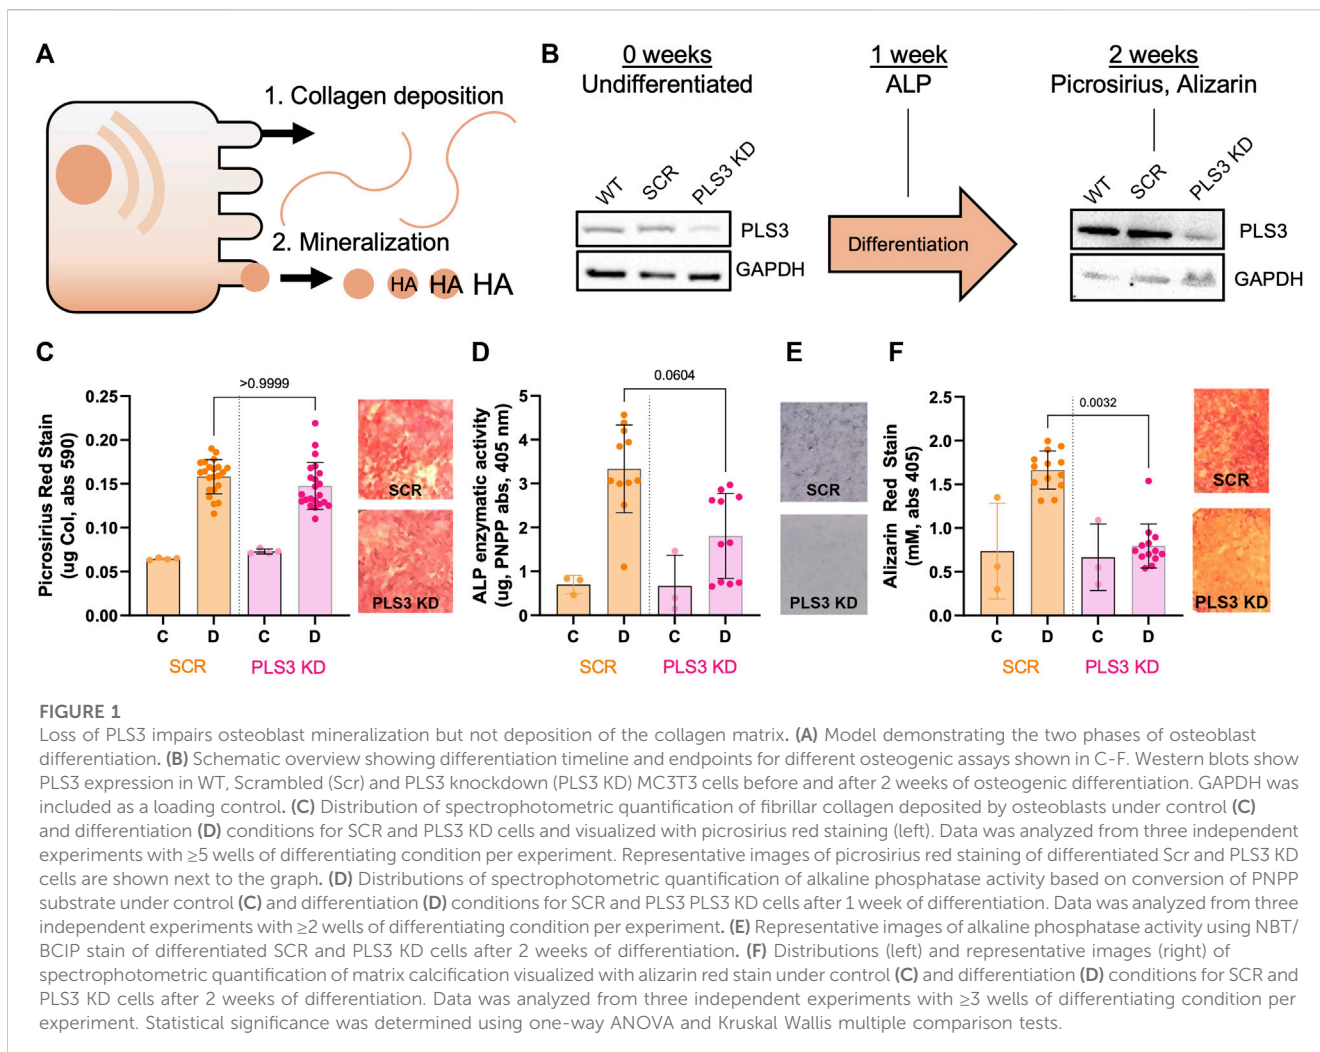 A
1. Collagen deposition
2. Mineralization
HA
HA
HA
B
0 weeks
Undifferentiated
1 week
ALP
2 weeks
Picrosirius, Alizarin
WT
SCR
PLS3 KD
PLS3
GAPDH
Differentiation
WT
SCR
PLS3 KD
PLS3
GAPDH
C
Picrosirius Red Stain
(ug Col, abs 590)
0.25
0.20
0.15
0.10
0.05
0.00
>0.9999
C
D
C
D
SCR
PLS3 KD
SCR
PLS3 KD
D
ALP enzymatic activity
(ug, PNPP abs, 405 nm)
5
4
3
2
1
0
0.0604
C
D
C
D
SCR
PLS3 KD
E
SCR
PLS3 KD
F
Alizarin Red Stain
(mM, abs 405)
2.5
2.0
1.5
1.0
0.5
0.0
0.0032
C
D
C
D
SCR
PLS3 KD
SCR
PLS3 KD
FIGURE 1
Loss of PLS3 impairs osteoblast mineralization but not deposition of the collagen matrix. (A) Model demonstrating the two phases of osteoblast
differentiation. (B) Schematic overview showing differentiation timeline and endpoints for different osteogenic assays shown in C-F. Western blots show
PLS3 expression in WT, Scrambled (Scr) and PLS3 knockdown (PLS3 KD) MC3T3 cells before and after 2 weeks of osteogenic differentiation. GAPDH was
included as a loading control. (C) Distribution of spectrophotometric quantification of fibrillar collagen deposited by osteoblasts under control (C)
and differentiation (D) conditions for SCR and PLS3 KD cells and visualized with picrosirius red staining (left). Data was analyzed from three independent
experiments with ≥5 wells of differentiating condition per experiment. Representative images of picrosirius red staining of differentiated Scr and PLS3 KD
cells are shown next to the graph. (D) Distributions of spectrophotometric quantification of alkaline phosphatase activity based on conversion of PNPP
substrate under control (C) and differentiation (D) conditions for SCR and PLS3 PLS3 KD cells after 1 week of differentiation. Data was analyzed from three
independent experiments with ≥2 wells of differentiating condition per experiment. (E) Representative images of alkaline phosphatase activity using NBT/
BCIP stain of differentiated SCR and PLS3 KD cells after 2 weeks of differentiation. (F) Distributions (left) and representative images (right) of
spectrophotometric quantification of matrix calcification visualized with alizarin red stain under control (C) and differentiation (D) conditions for SCR and
PLS3 KD cells after 2 weeks of differentiation. Data was analyzed from three independent experiments with ≥3 wells of differentiating condition per
experiment. Statistical significance was determined using one-way ANOVA and Kruskal Wallis multiple comparison tests.